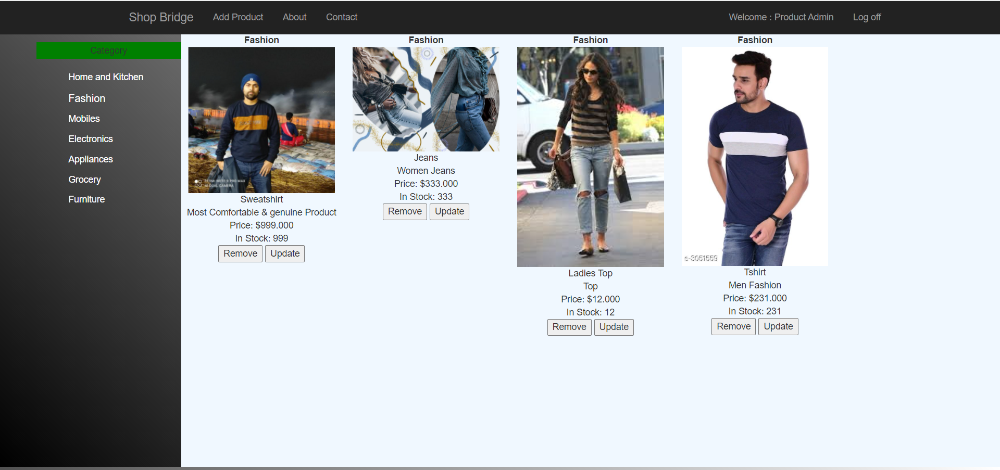 Shop Bridge Add Product About Contact Welcome : Product Admin Log off
Category
Home and Kitchen
Fashion
Mobiles
Electronics
Appliances
Grocery
Furniture
Fashion
REDMI NOTE 9 PRO MAX
AI QUAD CAMERA
Sweatshirt
Most Comfortable & genuine Product
Price: $999.000
In Stock: 999
Remove Update
Fashion
Jeans
Women Jeans
Price: $333.000
In Stock: 333
Remove Update
Fashion
Ladies Top
Top
Price: $12.000
In Stock: 12
Remove Update
Fashion
s-3051559
Tshirt
Men Fashion
Price: $231.000
In Stock: 231
Remove Update